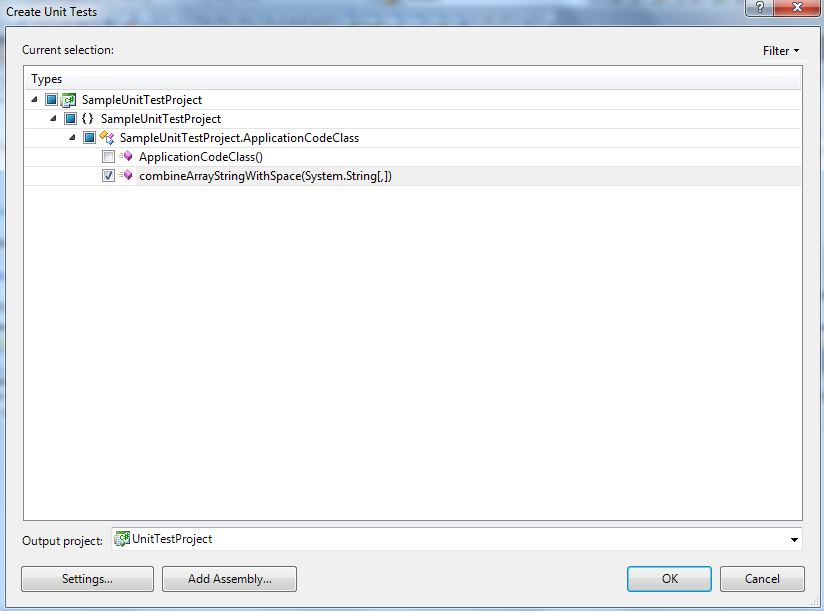 Create Unit Tests
?
Current selection:
Filter
Types
SampleUnitTestProject
{ } SampleUnitTestProject
SampleUnitTestProject.ApplicationCodeClass
ApplicationCodeClass()
combineArrayStringWithSpace(System.String[,])
Output project: UnitTestProject
Settings... Add Assembly... OK Cancel